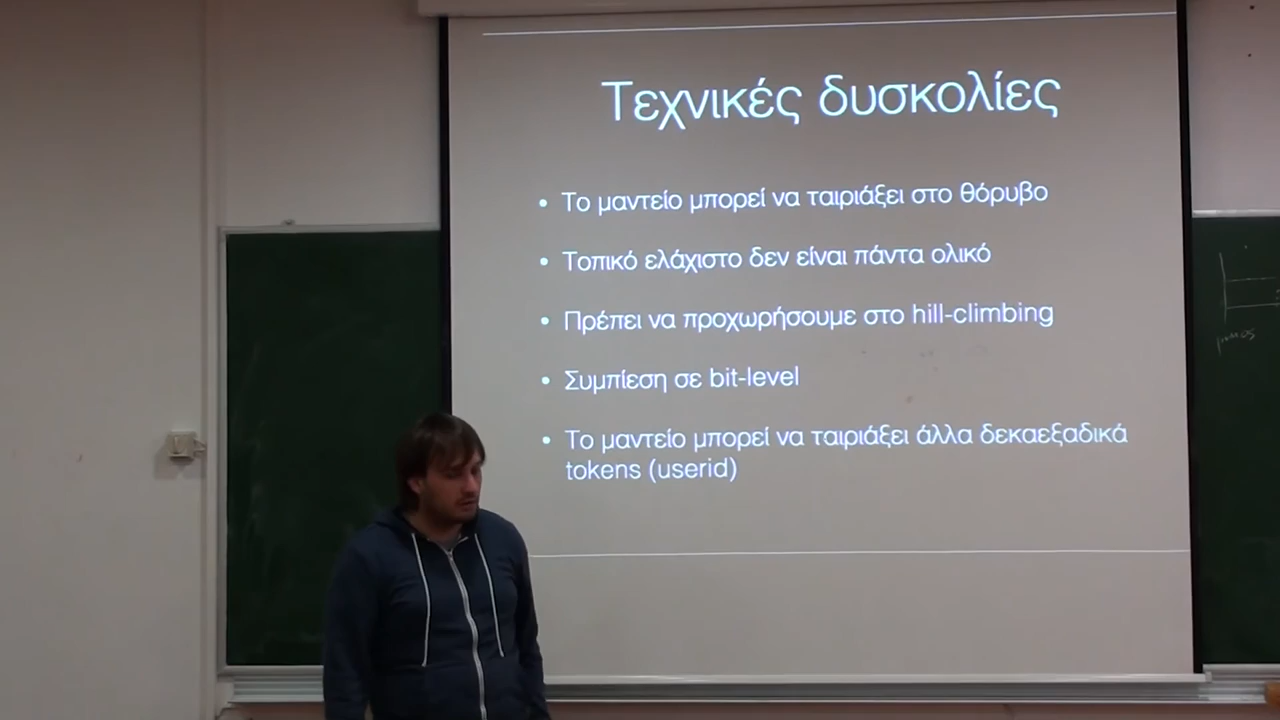 Τεχνικές δυσκολίες
• Το μαντείο μπορεί να ταιριάξει στο θόρυβο
• Τοπικό ελάχιστο δεν είναι πάντα ολικό
• Πρέπει να προχωρήσουμε στο hill-climbing
• Συμπίεση σε bit-level
• Το μαντείο μπορεί να ταιριάξει άλλα δεκαεξαδικά
tokens (userid)